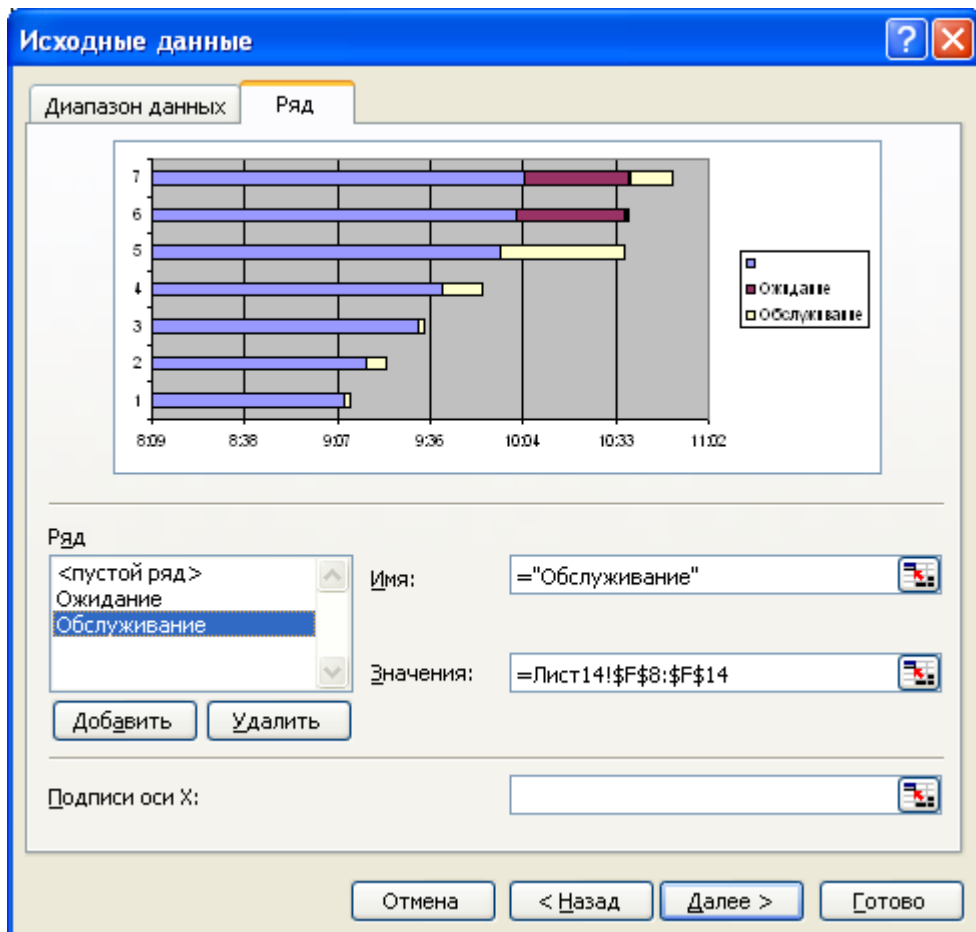 Исходные данные
Диапазон данных
Ряд
7
6
5
4
3
2
1
8:09 8:38 9:07 9:36 10:04 10:33 11:02
Ожидание
Обслуживание
Ряд
<пустой ряд>
Ожидание
Обслуживание
Имя:
="Обслуживание"
Значения:
=Лист14!$F$8:$F$14
Добавить
Удалить
Подписи оси X:
Отмена
< Назад
Далее >
Готово